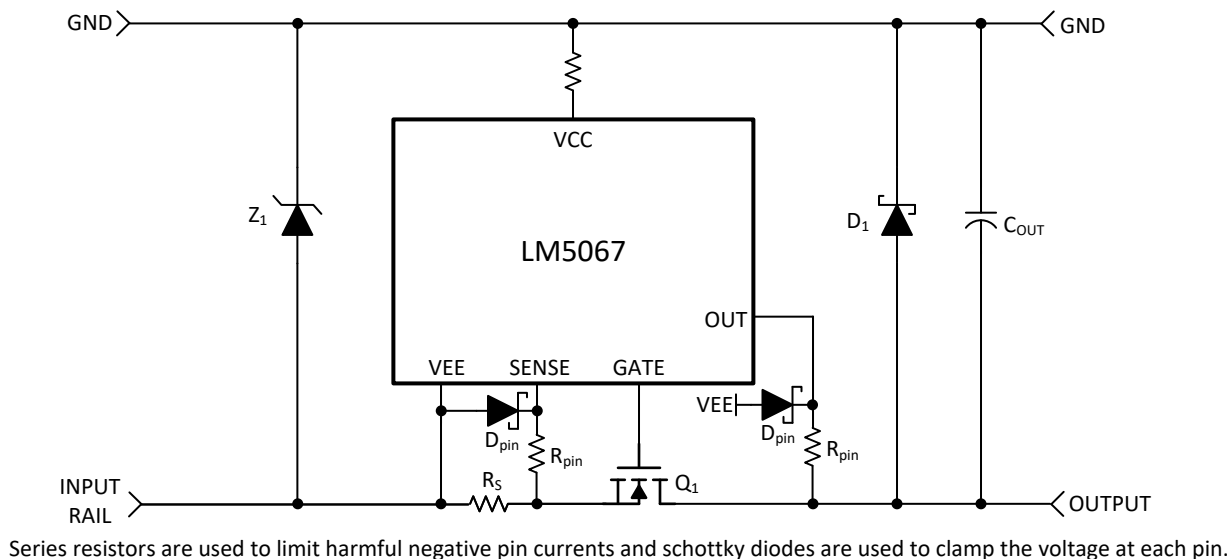 GND
GND
VCC
Z1
LM5067
D1
COUT
OUT
VEE
SENSE
GATE
VEE
Dpin
Dpin
Rpin
Rpin
INPUT
RAIL
RS
Q1
OUTPUT
Series resistors are used to limit harmful negative pin currents and schottky diodes are used to clamp the voltage at each pin.